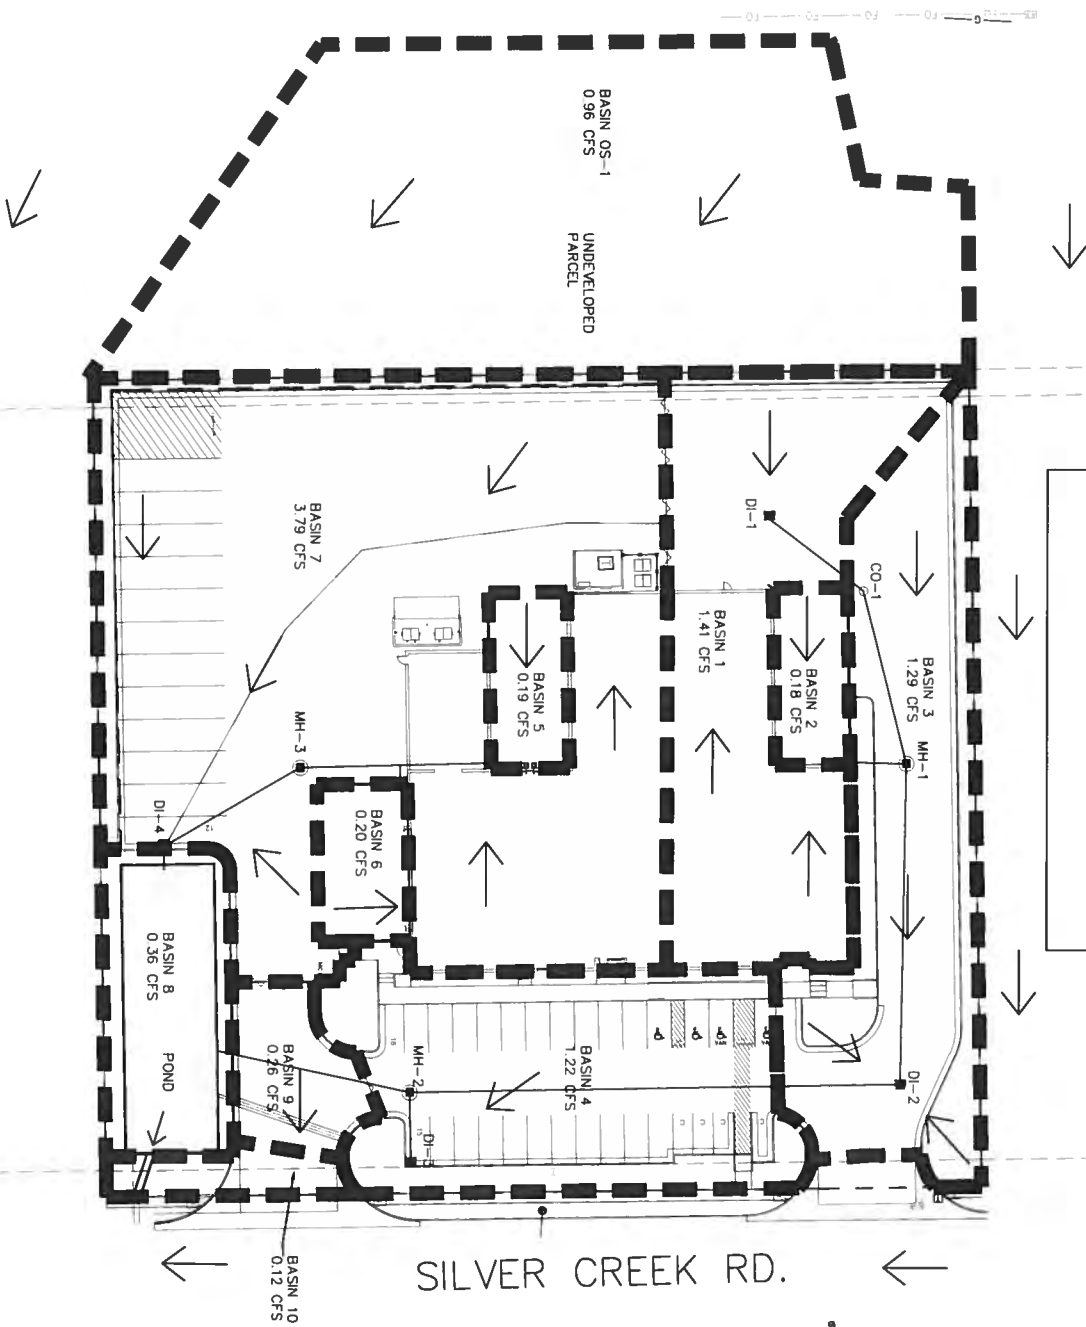 BASIN OS-1
0.96 CFS
UNDEVELOPED
PARCEL
BASIN 7
3.79 CFS
DI-1
CO-1
BASIN 1
1.41 CFS
BASIN 2
0.18 CFS
BASIN 3
1.29 CFS
BASIN 5
0.19 CFS
MH-3
MH-1
DI-4
BASIN 6
0.20 CFS
BASIN 8
0.36 CFS
POND
BASIN 9
0.26 CFS
MH-2
BASIN 4
1.22 CFS
DI-2
BASIN 10
0.12 CFS
SILVER CREEK RD.